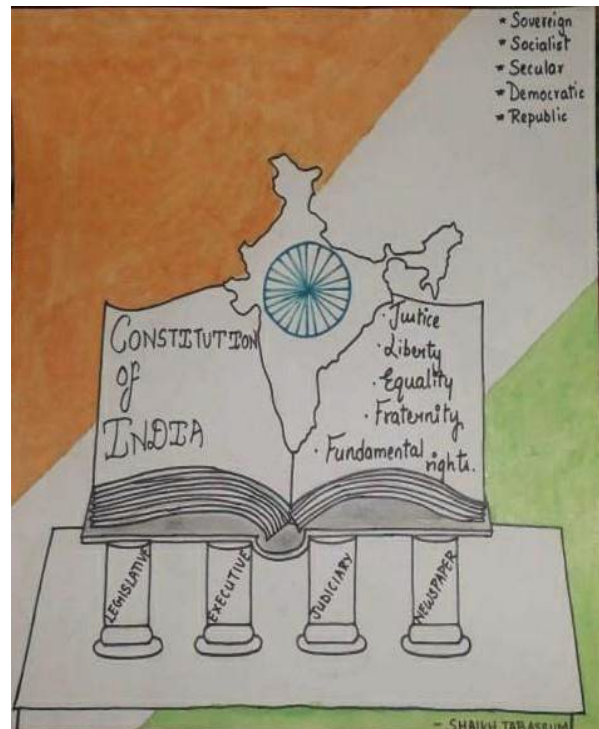 * Sovereign
* Socialist
* Secular
* Democratic
* Republic
CONSTITUTION
of
INDIA
· Justice
· Liberty
· Equality
· Fraternity
· Fundamental
rights.
LEGISLATIVE
EXECUTIVE
JUDICIARY
NEWSPAPER
- SHAIKH TABASSUM